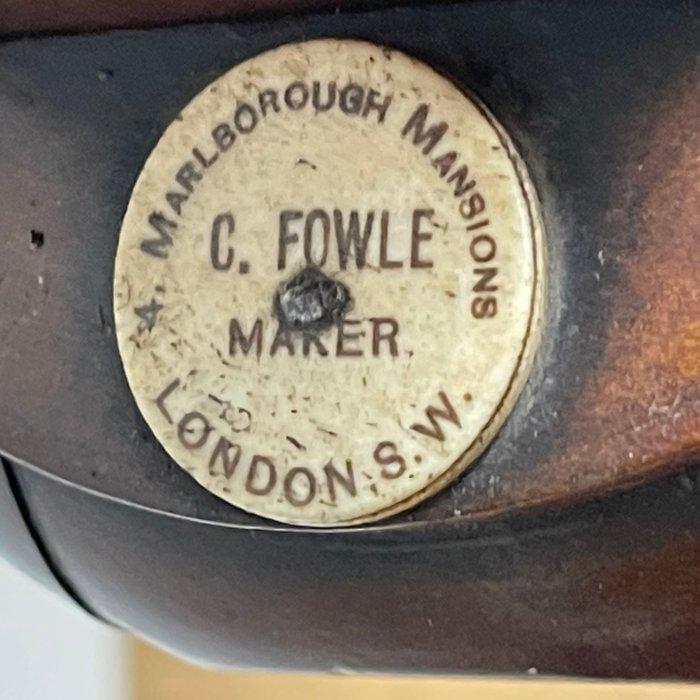 4, MARLBOROUGH MANSIONS
C. FOWLE
MAKER.
LONDON. S.W.